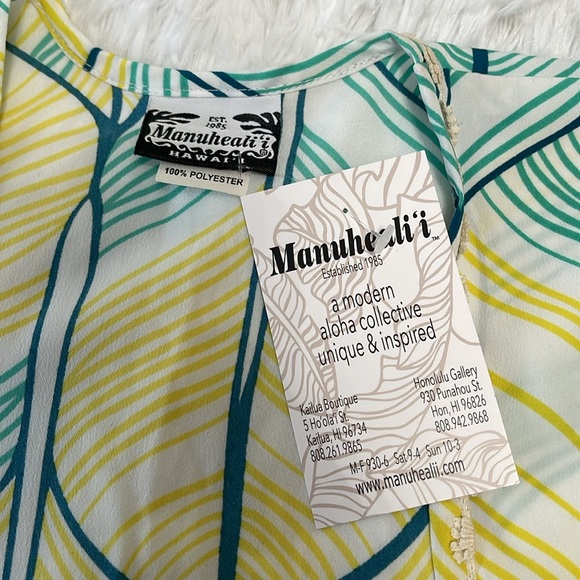 EST.
1985
Manuheali'i
HAWAI'I
100% POLYESTER
Manuheali'i™
Established 1985
a modern
aloha collective
unique & inspired
Kailua Boutique
5 Ho'ola'i St.
Kailua, HI 96734
808.261.9865
Honolulu Gallery
930 Punahou St.
Hon, HI 96826
808.942.9868
M-F 930-6 Sat 9-4 Sun 10-3
www.manuhealii.com